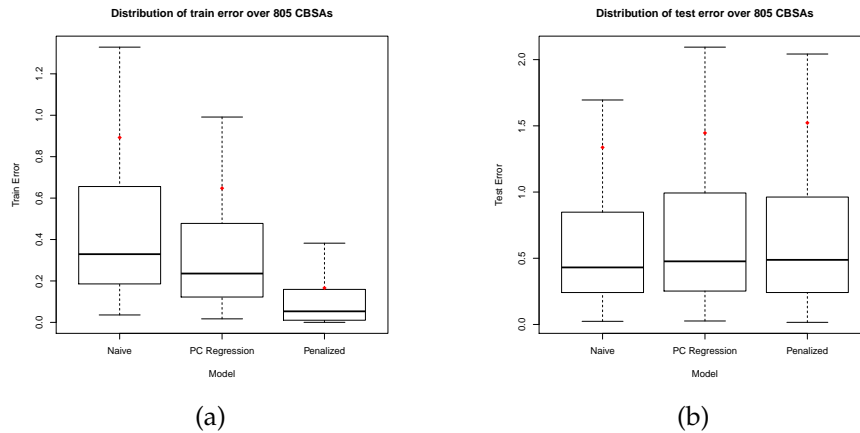 Distribution of train error over 805 CBSAs
Train Error
1.2
1.0
0.8
0.6
0.4
0.2
0.0
Naive PC Regression Penalized
Model
(a)
Distribution of test error over 805 CBSAs
Test Error
2.0
1.5
1.0
0.5
0.0
Naive PC Regression Penalized
Model
(b)